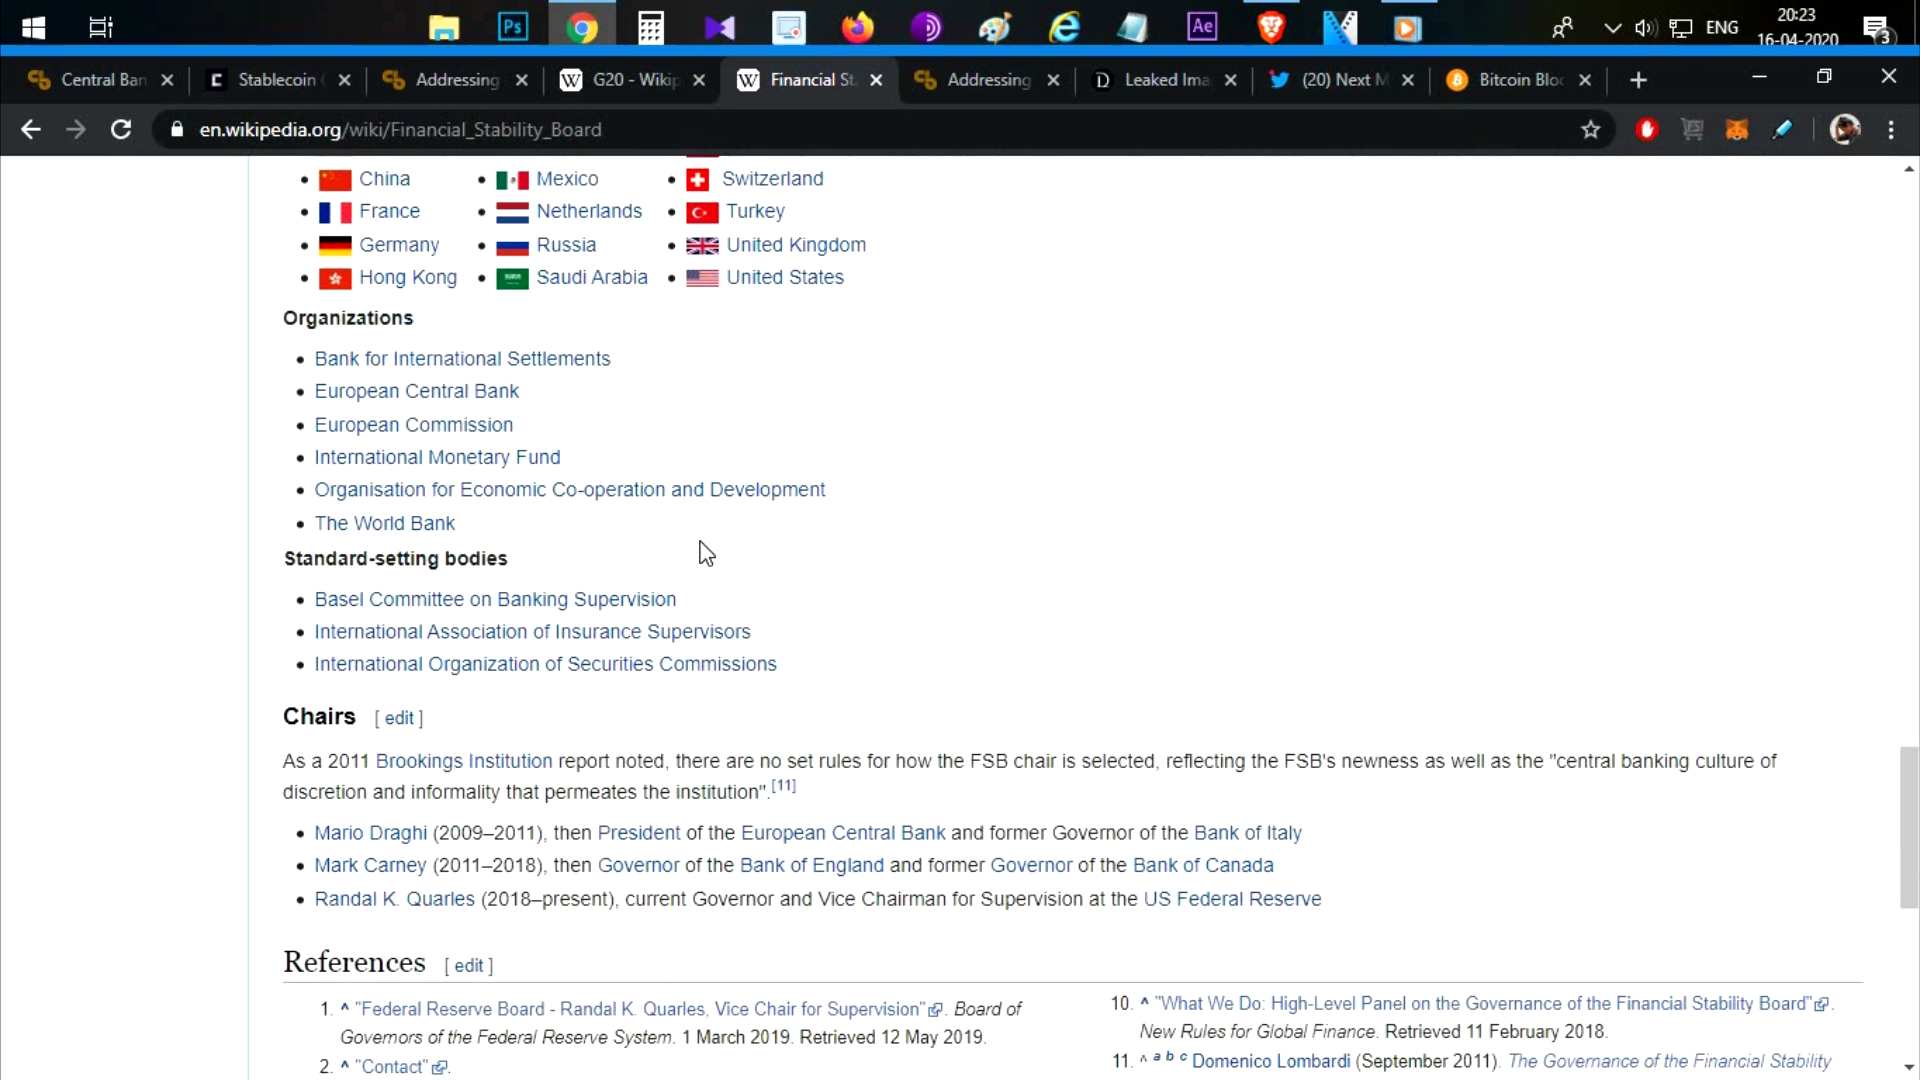 Ps
Ae
ENG
20:23
16-04-2020
3
Central Ban
Stablecoin
Addressing
G20 - Wikip
Financial St
Addressing
Leaked Ima
(20) Next M
Bitcoin Bloc
en.wikipedia.org/wiki/Financial_Stability_Board
China Mexico Switzerland
France Netherlands Turkey
Germany Russia United Kingdom
Hong Kong Saudi Arabia United States
Organizations
Bank for International Settlements
European Central Bank
European Commission
International Monetary Fund
Organisation for Economic Co-operation and Development
The World Bank
Standard-setting bodies
Basel Committee on Banking Supervision
International Association of Insurance Supervisors
International Organization of Securities Commissions
Chairs [ edit ]
As a 2011 Brookings Institution report noted, there are no set rules for how the FSB chair is selected, reflecting the FSB's newness as well as the "central banking culture of
discretion and informality that permeates the institution".[11]
Mario Draghi (2009–2011), then President of the European Central Bank and former Governor of the Bank of Italy
Mark Carney (2011–2018), then Governor of the Bank of England and former Governor of the Bank of Canada
Randal K. Quarles (2018–present), current Governor and Vice Chairman for Supervision at the US Federal Reserve
References [ edit ]
1. ^ "Federal Reserve Board - Randal K. Quarles, Vice Chair for Supervision". Board of
Governors of the Federal Reserve System. 1 March 2019. Retrieved 12 May 2019.
2. ^ "Contact".
10. ^ "What We Do: High-Level Panel on the Governance of the Financial Stability Board".
New Rules for Global Finance. Retrieved 11 February 2018.
11. ^ a b c Domenico Lombardi (September 2011). The Governance of the Financial Stability